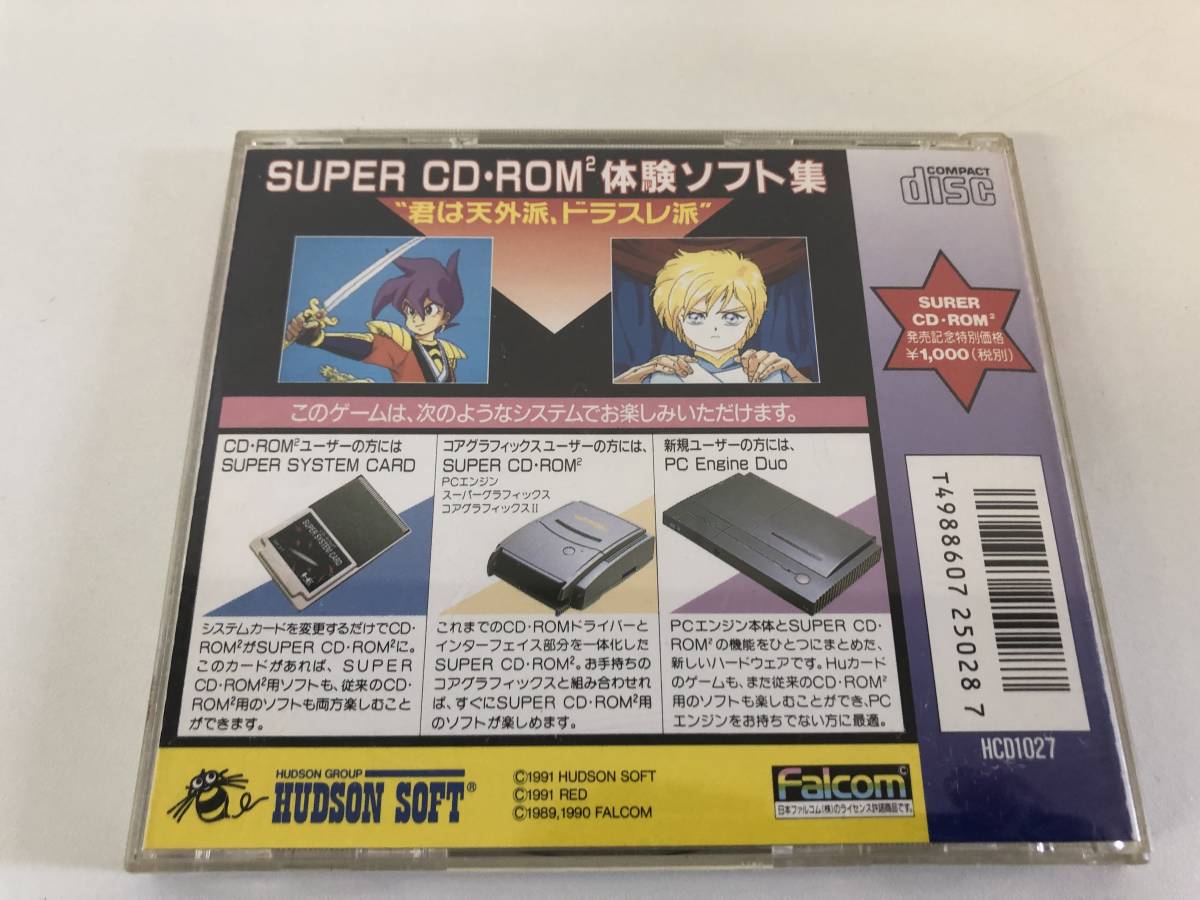 SUPER CD・ROM² 体験ソフト集
"君は天外派、ドラスレ派"
COMPACT
disc
SURER
CD・ROM²
発売記念特別価格
¥1,000(税別)
このゲームは、次のようなシステムでお楽しみいただけます。
CD・ROM²ユーザーの方には
SUPER SYSTEM CARD
SUPER SYSTEM CARD
システムカードを変更するだけでCD・
ROM²がSUPER CD・ROM²に。
このカードがあれば、SUPER
CD・ROM²用ソフトも、従来のCD・
ROM²用のソフトも両方楽しむこと
ができます。
コアグラフィックスユーザーの方には、
SUPER CD・ROM²
PCエンジン
スーパーグラフィックス
コアグラフィックスII
これまでのCD・ROMドライバーと
インターフェイス部分を一体化した
SUPER CD・ROM²。お手持ちの
コアグラフィックスと組み合わせれ
ば、すぐにSUPER CD・ROM²用
のソフトが楽しめます。
新規ユーザーの方には、
PC Engine Duo
PCエンジン本体とSUPER CD・
ROM²の機能をひとつにまとめた、
新しいハードウェアです。Huカード
のゲームも、また従来のCD・ROM²
用のソフトも楽しむことができ、PC
エンジンをお持ちでない方に最適。
T4988607 25028 7
HCD1027
HUDSON GROUP
HUDSON SOFT®
©1991 HUDSON SOFT
©1991 RED
©1989,1990 FALCOM
Falcom©
日本ファルコム(株)のライセンス許諾商品です。